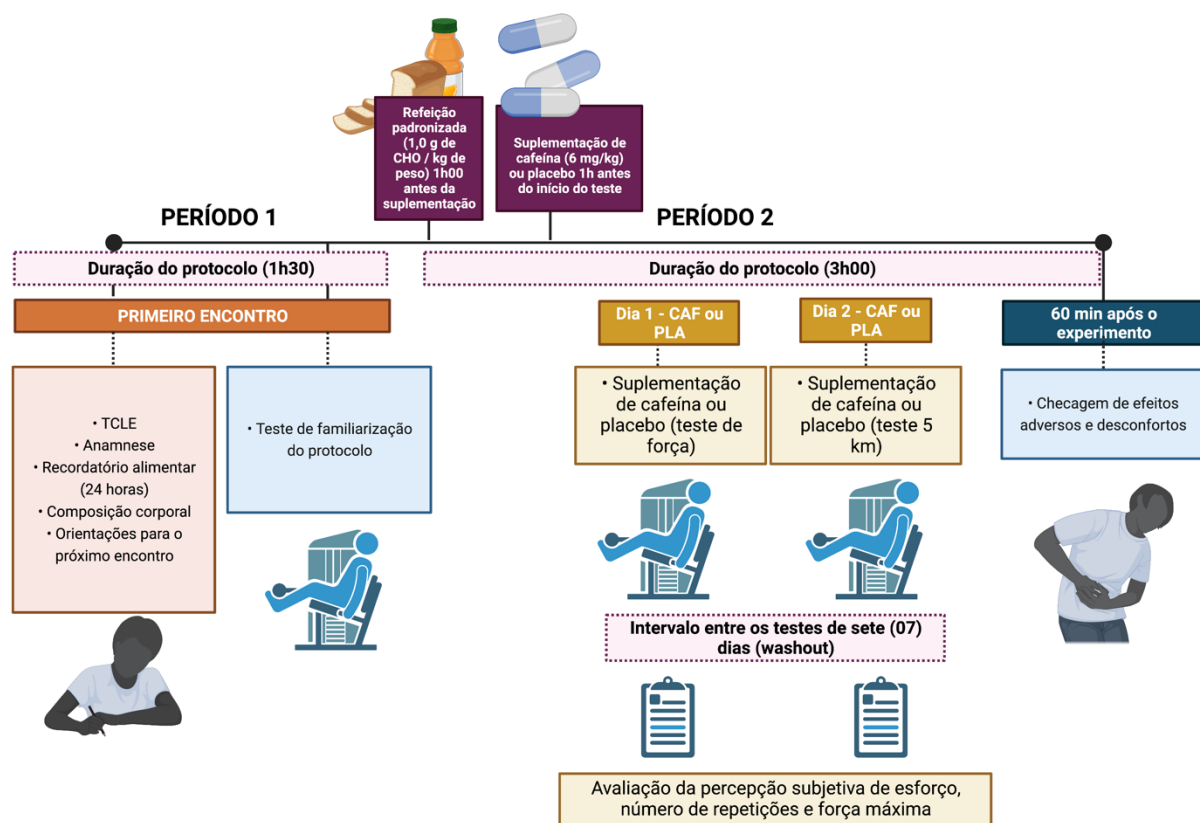 Refeição
padronizada
(1,0 g de
CHO / kg de
peso) 1h00
antes da
suplementação
Suplementação de
cafeína (6 mg/kg)
ou placebo 1h antes
do início do teste
PERÍODO 1
PERÍODO 2
Duração do protocolo (1h30)
Duração do protocolo (3h00)
PRIMEIRO ENCONTRO
Dia 1 - CAF ou
PLA
Dia 2 - CAF ou
PLA
60 min após o
experimento
• TCLE
• Anamnese
• Recordatório alimentar
(24 horas)
• Composição corporal
• Orientações para o
próximo encontro
• Teste de familiarização
do protocolo
• Suplementação
de cafeína ou
placebo (teste de
força)
• Suplementação
de cafeína ou
placebo (teste 5
km)
• Checagem de efeitos
adversos e desconfortos
Intervalo entre os testes de sete (07)
dias (washout)
Avaliação da percepção subjetiva de esforço,
número de repetições e força máxima